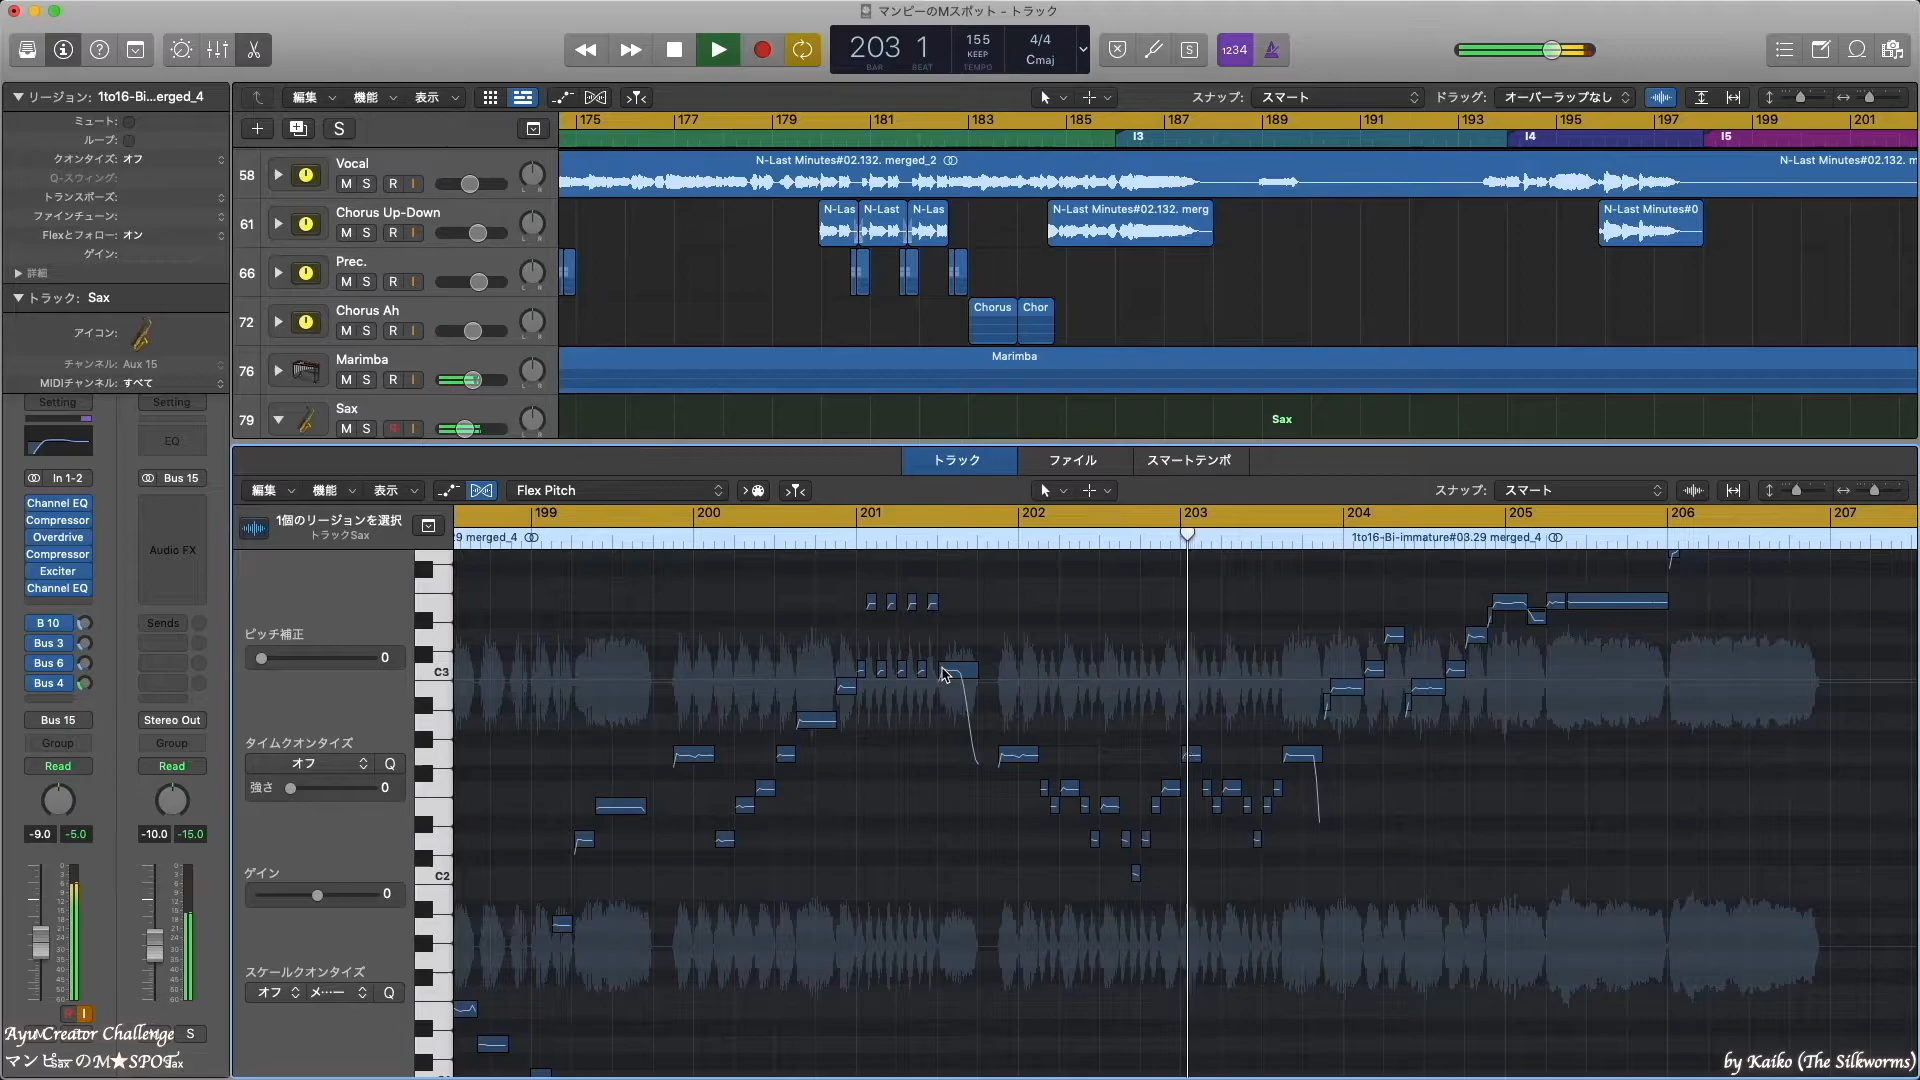 マンピーのMスポット - トラック
203 1
BAR BEAT
155
KEEP
TEMPO
4/4
Cmaj
S
1234
リージョン: 1to16-Bi...erged_4
ミュート:
ループ:
クオンタイズ: オフ
Q-スウィング:
トランスポーズ:
ファインチューン:
Flexとフォロー: オン
ゲイン:
詳細
トラック: Sax
アイコン:
チャンネル: Aux 15
MIDIチャンネル: すべて
編集 機能 表示
スナップ: スマート
ドラッグ: オーバーラップなし
S
175 177 179 181 183 185 187 189 191 193 195 197 199 201
I3 I4 I5
58 Vocal
M S R I
N-Last Minutes#02.132. merged_2
N-Last Minutes#02.132. m
61 Chorus Up-Down
M S R I
N-Las N-Last N-Las
N-Last Minutes#02.132. merg
N-Last Minutes#0
66 Prec.
M S R I
72 Chorus Ah
M S R I
Chorus Chor
76 Marimba
M S R I
Marimba
79 Sax
M S R I
Sax
Setting Setting
EQ
In 1-2 Bus 15
Channel EQ
Compressor
Overdrive
Compressor
Exciter
Channel EQ
Audio FX
B 10
Bus 3
Bus 6
Bus 4
Sends
Bus 15 Stereo Out
Group Group
Read Read
-9.0 -5.0 -10.0 -15.0
R I
S
トラック ファイル スマートテンポ
編集 機能 表示
Flex Pitch
スナップ: スマート
1個のリージョンを選択
トラックSax
199 200 201 202 203 204 205 206 207
29 merged_4
1to16-Bi-immature#03.29 merged_4
ピッチ補正
0
C3
タイムクオンタイズ
オフ Q
強さ 0
C2
ゲイン
0
スケールクオンタイズ
オフ メ…ー Q
Ayu Creator Challenge
マンピーのM★SPOT
by Kaiko (The Silkworms)